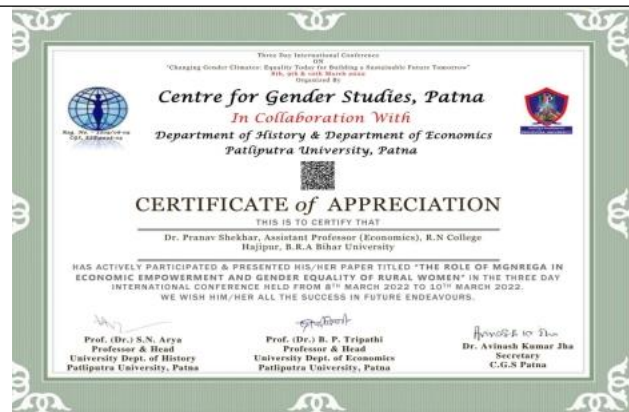 Three Day International Conference
ON
"Changing Gender Climates: Equality Today for Building a Sustainable Future Tomorrow"
8th, 9th & 10th March 2022
Organized By
Centre for Gender Studies, Patna
In Collaboration With
Department of History & Department of Economics
Patliputra University, Patna
CERTIFICATE of APPRECIATION
THIS IS TO CERTIFY THAT
Dr. Pranav Shekhar, Assistant Professor (Economics), R.N College
Hajipur, B.R.A Bihar University
HAS ACTIVELY PARTICIPATED & PRESENTED HIS/HER PAPER TITLED "THE ROLE OF MGNREGA IN
ECONOMIC EMPOWERMENT AND GENDER EQUALITY OF RURAL WOMEN" IN THE THREE DAY
INTERNATIONAL CONFERENCE HELD FROM 8TH MARCH 2022 TO 10TH MARCH 2022.
WE WISH HIM/HER ALL THE SUCCESS IN FUTURE ENDEAVOURS.
Prof. (Dr.) S.N. Arya
Professor & Head
University Dept. of History
Patliputra University, Patna
Prof. (Dr.) B. P. Tripathi
Professor & Head
University Dept. of Economics
Patliputra University, Patna
Dr. Avinash Kumar Jha
Secretary
C.G.S Patna